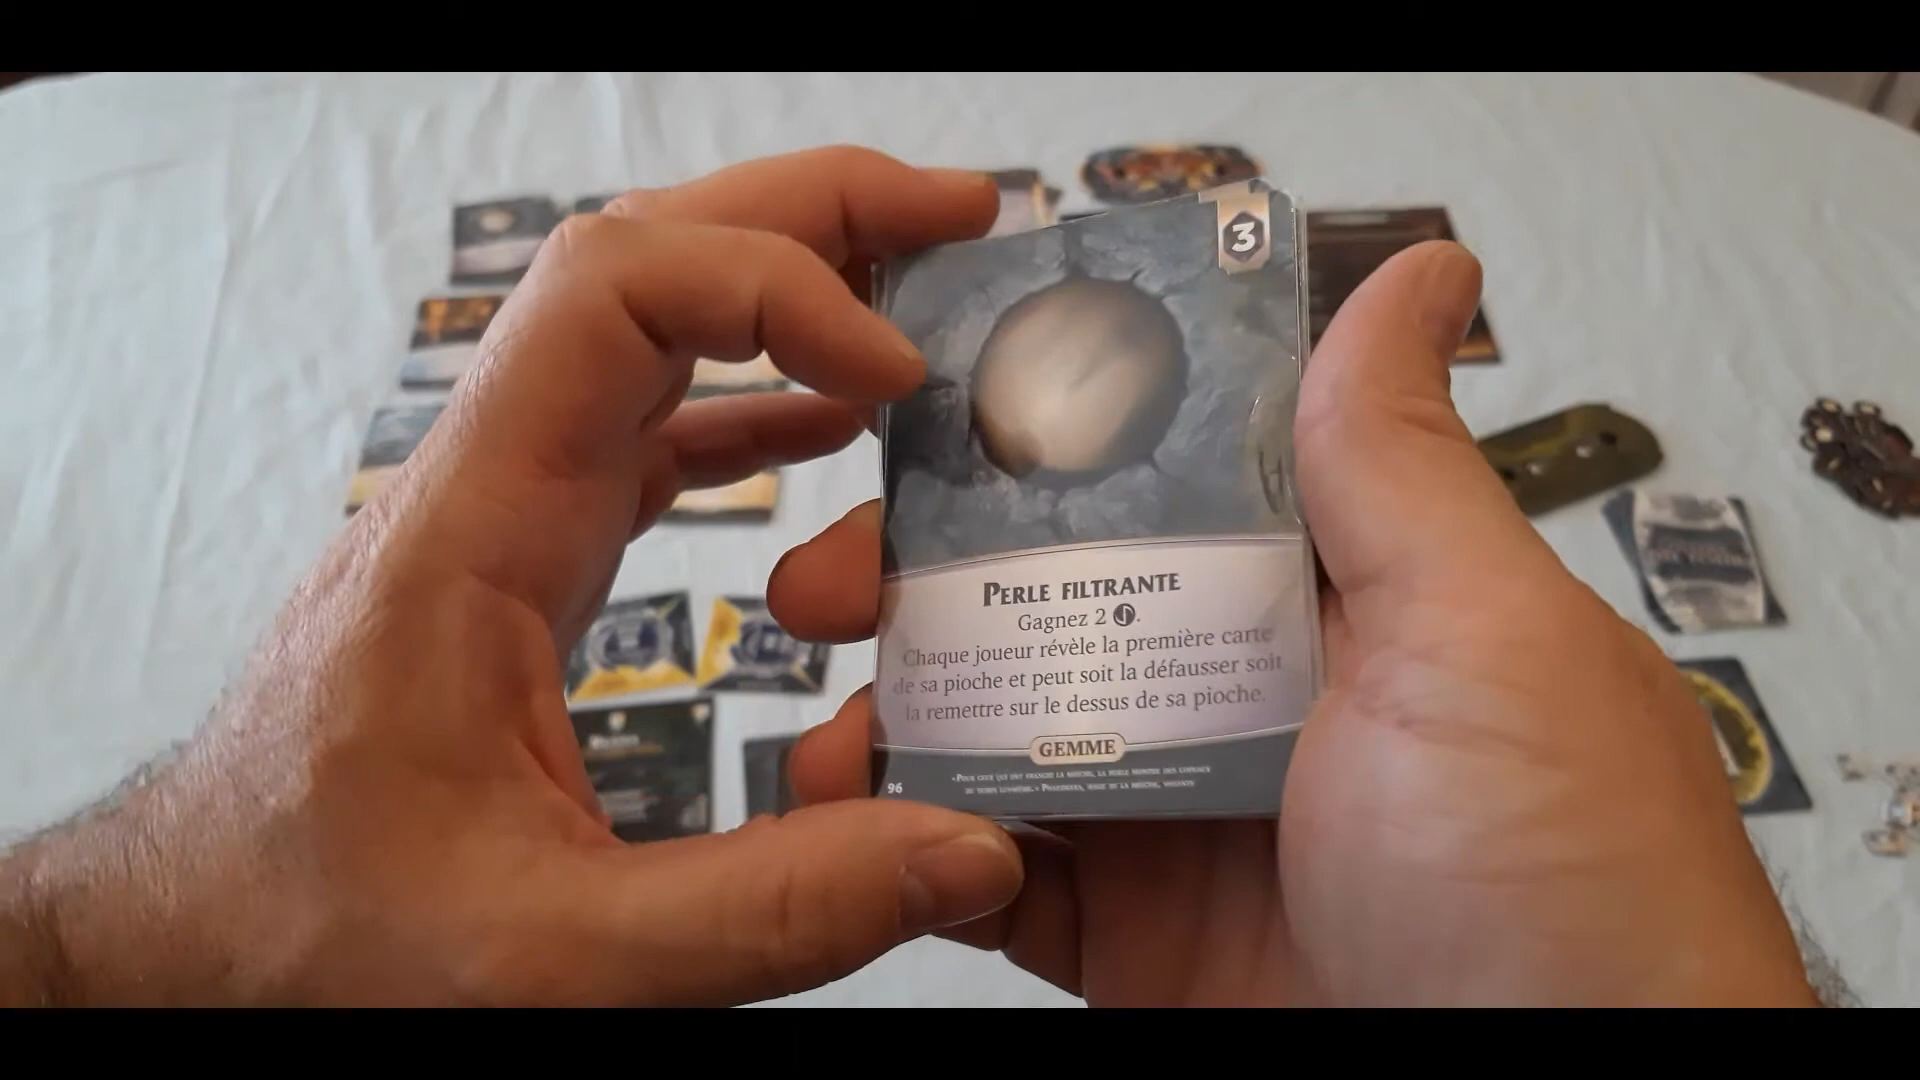 3
PERLE FILTRANTE
Gagnez 2
Chaque joueur révèle la première carte
de sa pioche et peut soit la défausser soit
la remettre sur le dessus de sa pioche.
GEMME
96